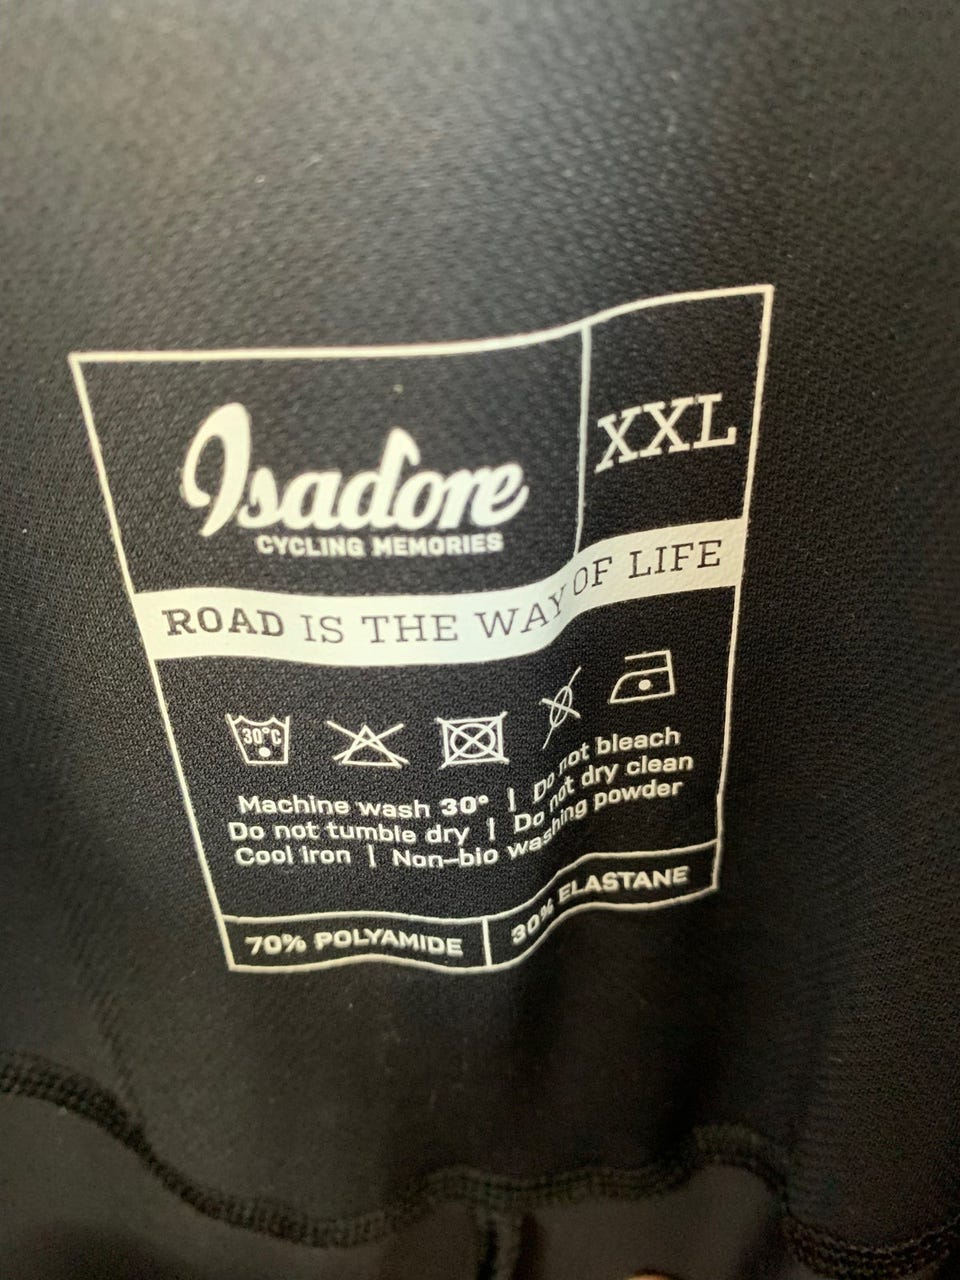 Isadore
CYCLING MEMORIES
XXL
ROAD IS THE WAY OF LIFE
30°C
Machine wash 30° | Do not bleach
Do not tumble dry | Do not dry clean
Cool iron | Non-bio washing powder
70% POLYAMIDE | 30% ELASTANE